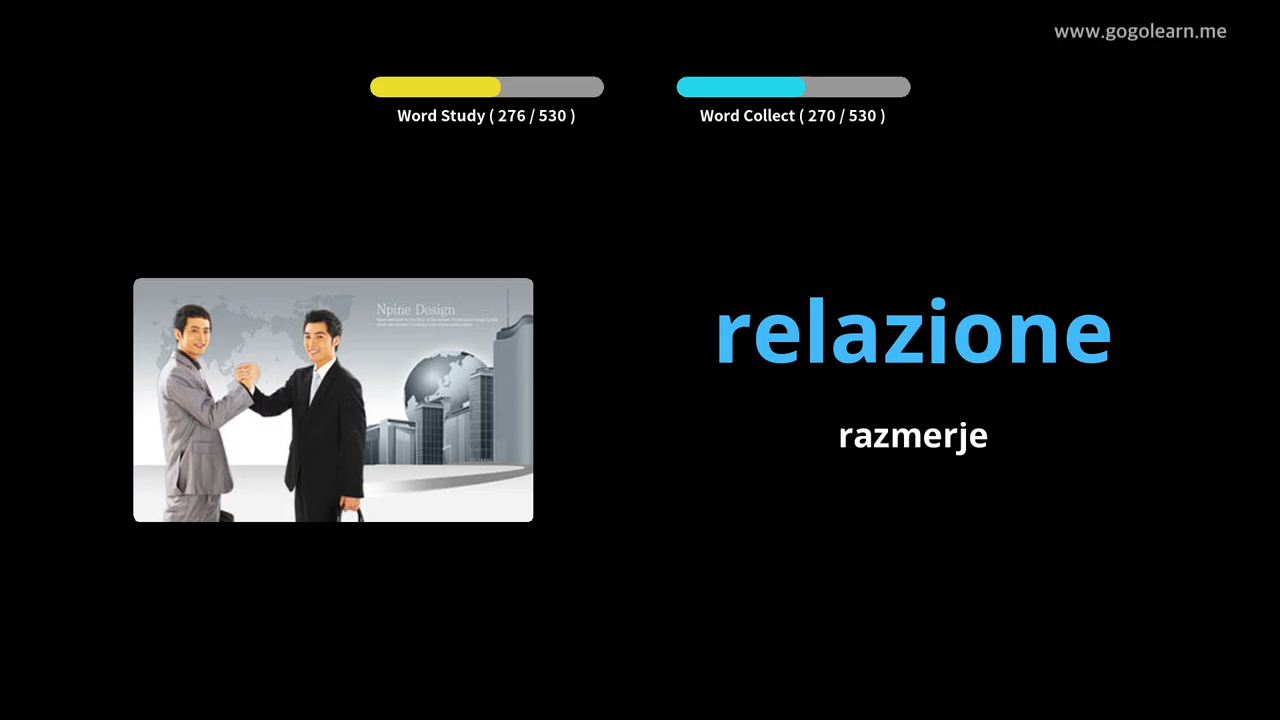 www.gogolearn.me
Word Study ( 276 / 530 )
Word Collect ( 270 / 530 )
Npine Design
relazione
razmerje